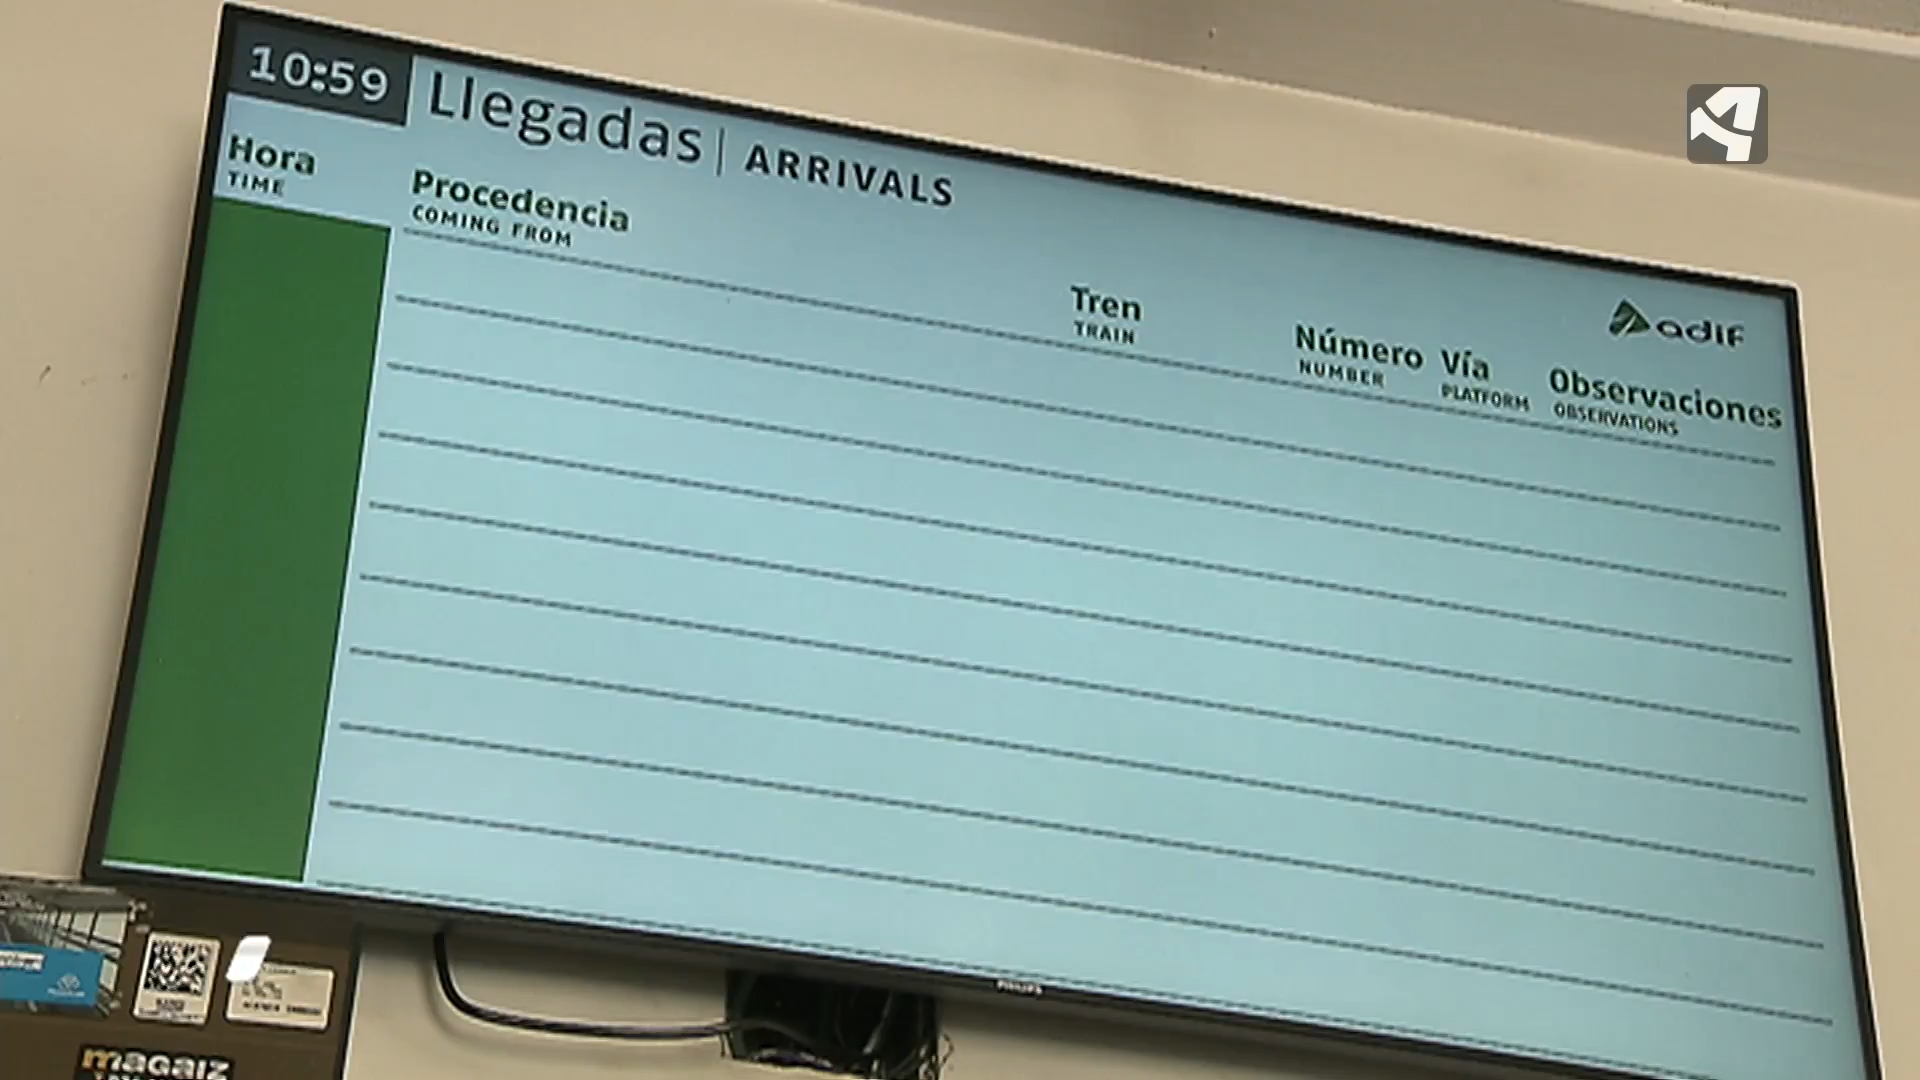 10:59
Llegadas | ARRIVALS
Hora
TIME
Procedencia
COMING FROM
Tren
TRAIN
Número
NUMBER
Vía
PLATFORM
Observaciones
OBSERVATIONS
adif
PHILIPS
magaiz